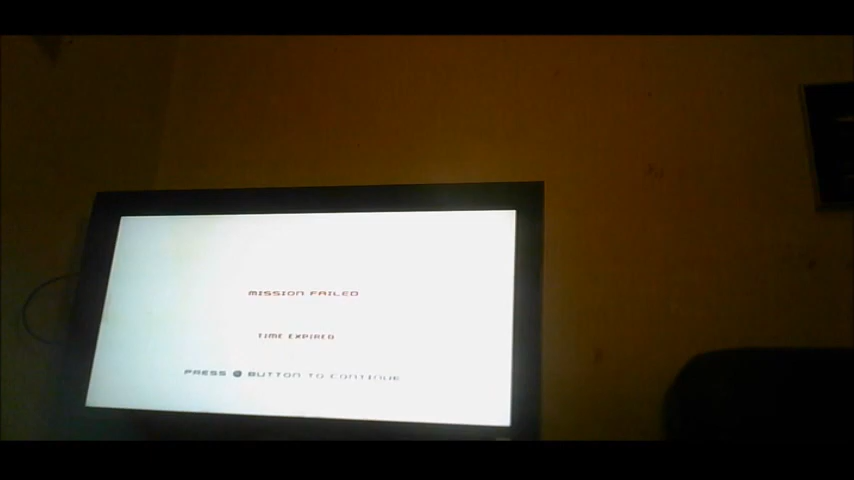 MISSION FAILED
TIME EXPIRED
PRESS BUTTON TO CONTINUE